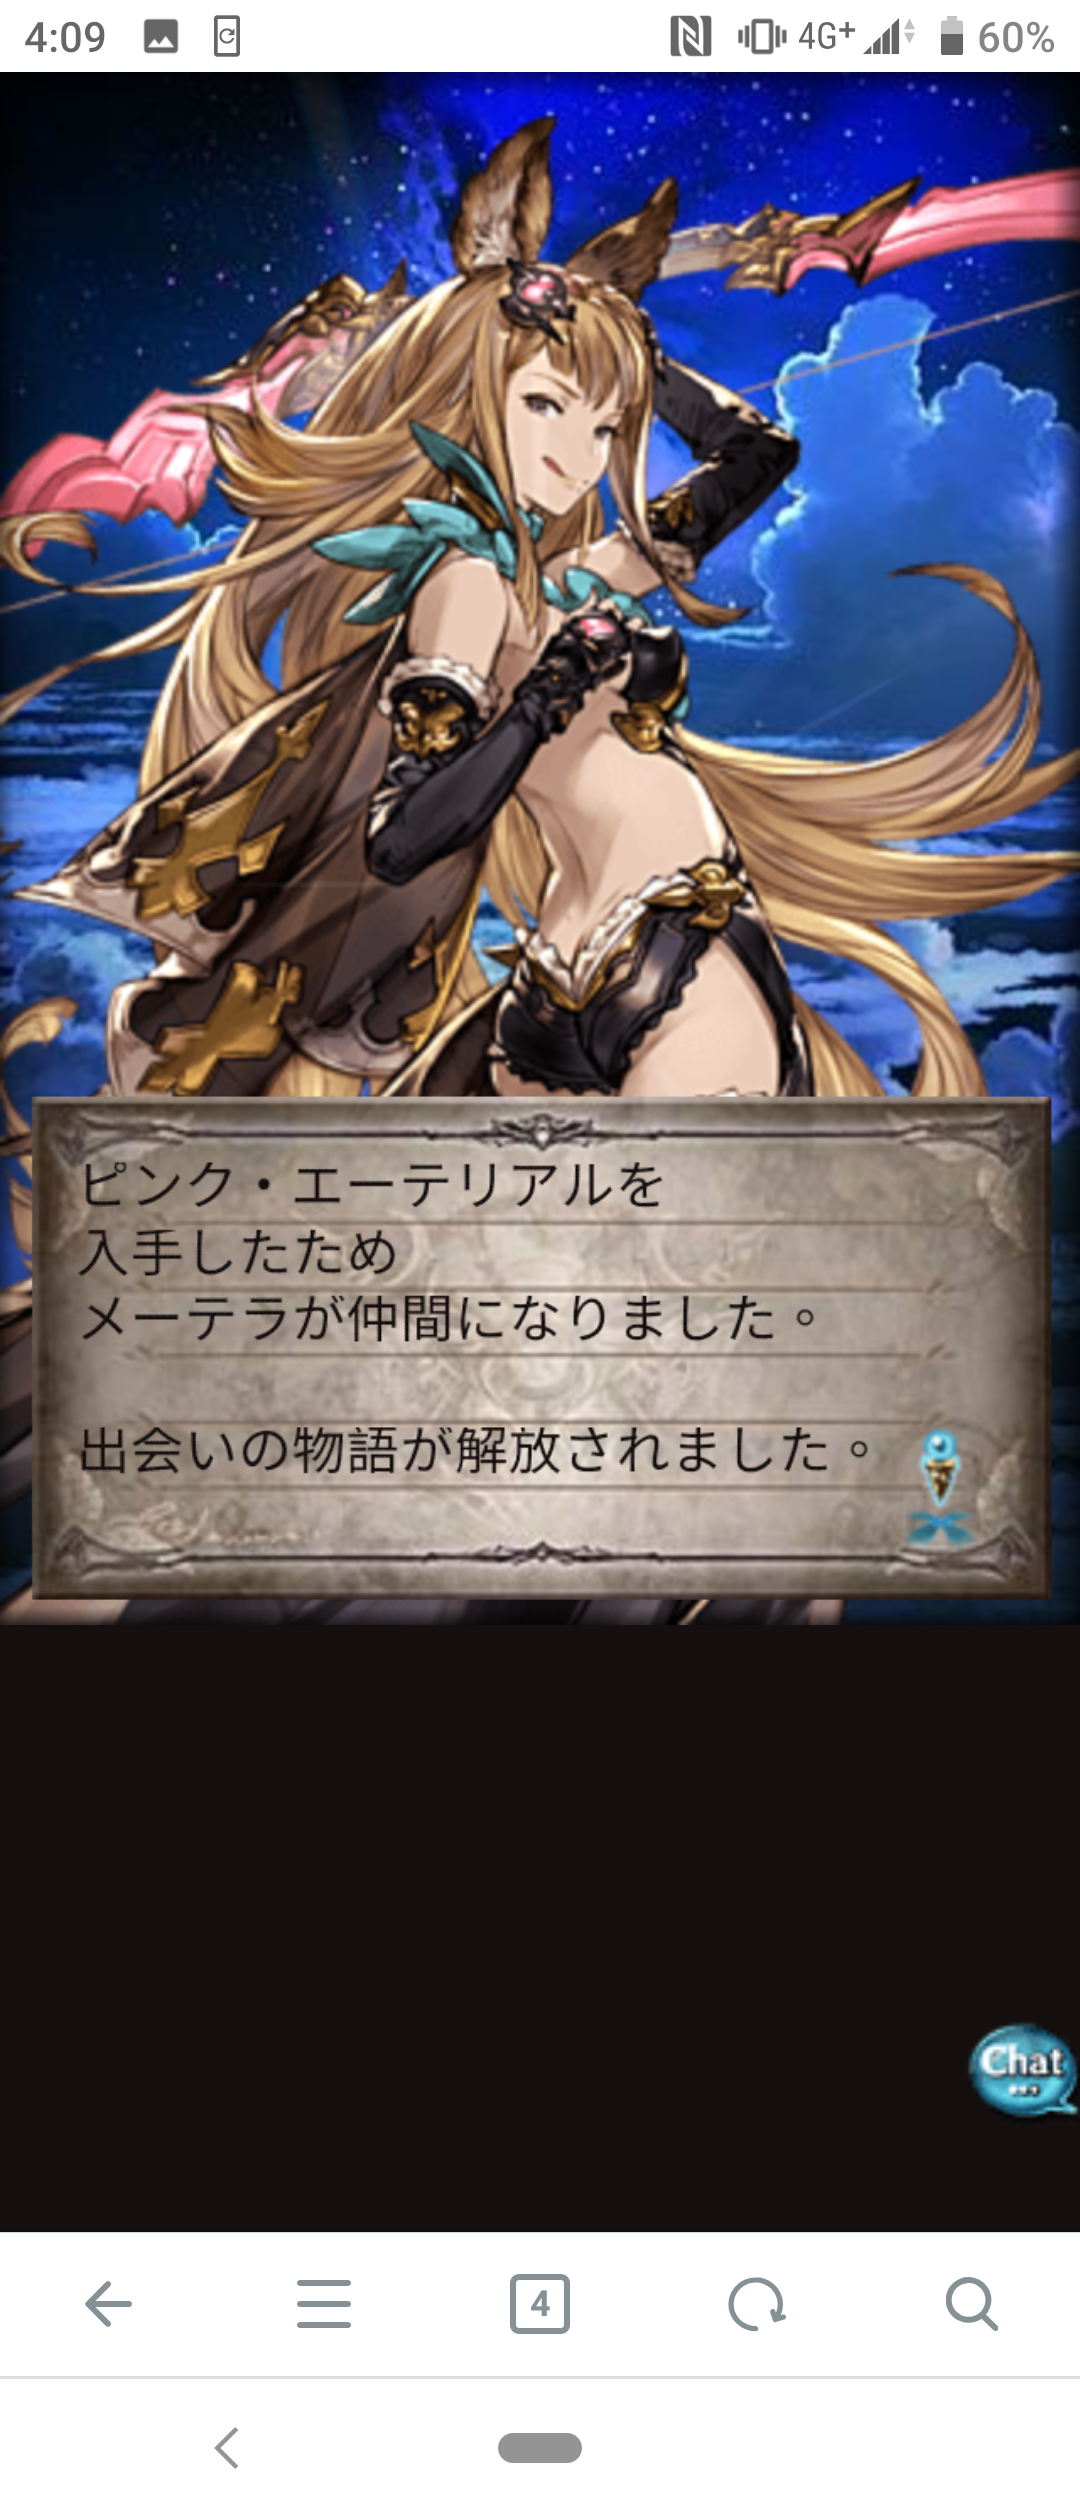 4:09
4G+
60%
ピンク・エーテリアルを
入手したため
メーテラが仲間になりました。
出会いの物語が解放されました。
Chat
4